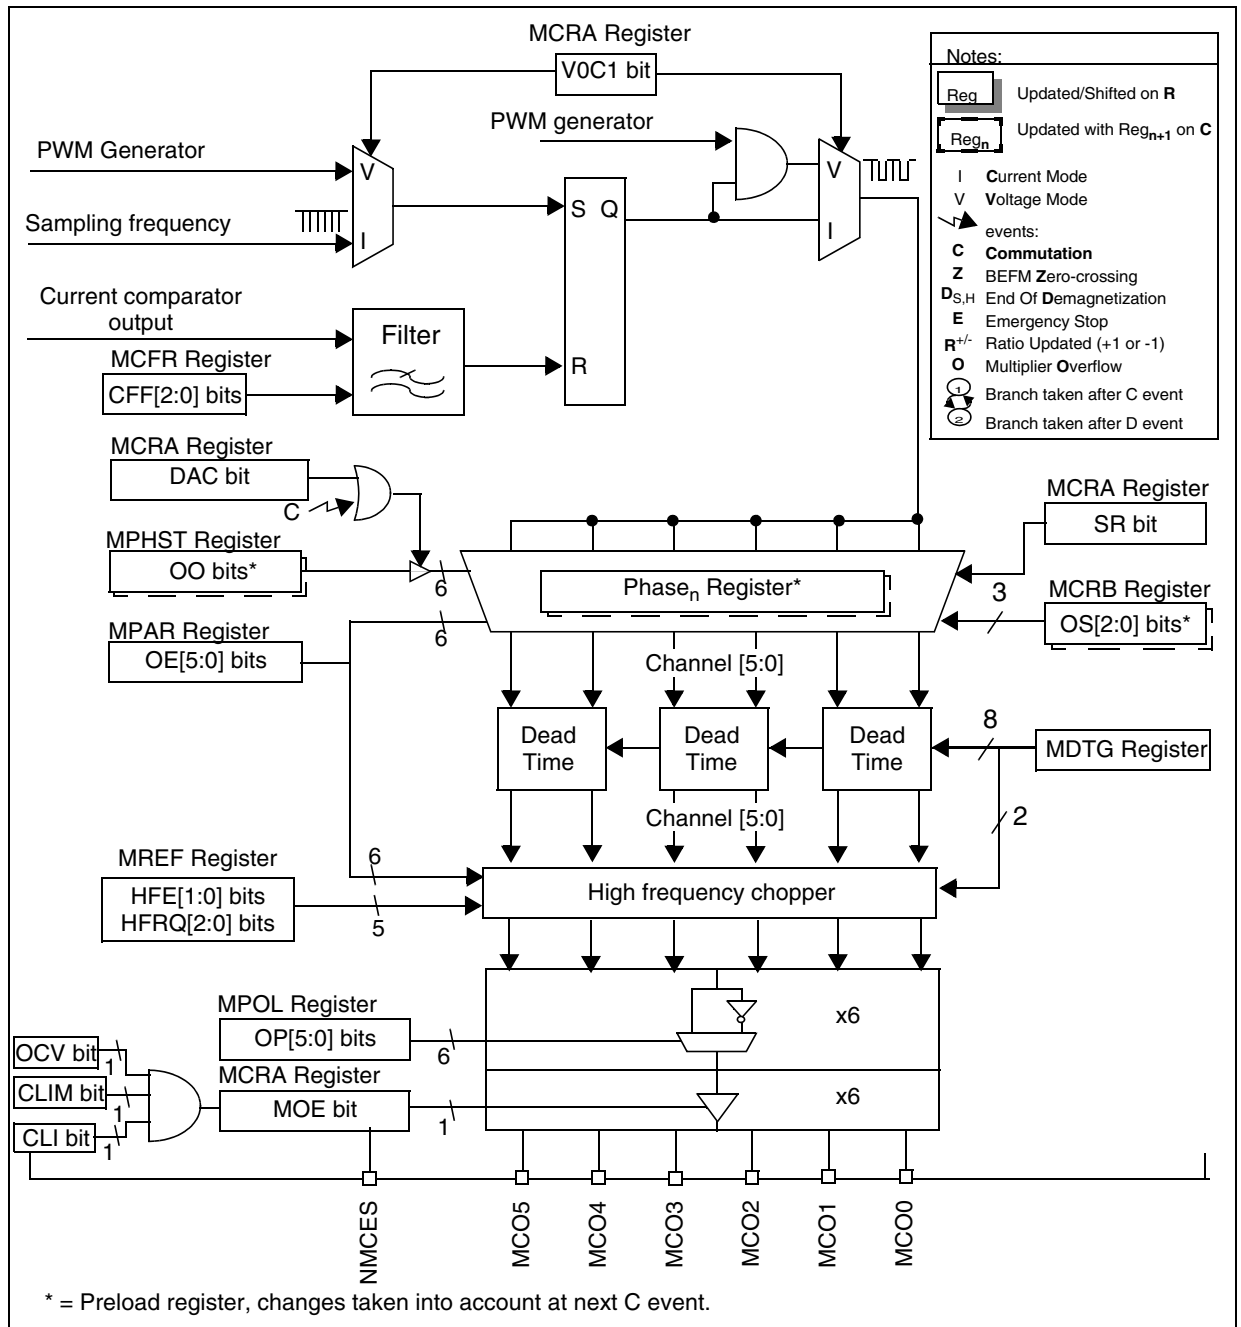 MCRA Register
V0C1 bit
PWM generator
PWM Generator
V
V
Sampling frequency
I
I
S Q
R
Current comparator
output
MCFR Register
CFF[2:0] bits
Filter
Notes:
Reg
Updated/Shifted on R
Regn
Updated with Regn+1 on C
I Current Mode
V Voltage Mode
events:
C Commutation
Z BEFM Zero-crossing
DS,H End Of Demagnetization
E Emergency Stop
R+/- Ratio Updated (+1 or -1)
O Multiplier Overflow
1 Branch taken after C event
2 Branch taken after D event
MCRA Register
DAC bit
C
MPHST Register
OO bits*
6
MCRA Register
SR bit
Phasen Register*
3
MCRB Register
OS[2:0] bits*
6
MPAR Register
OE[5:0] bits
Channel [5:0]
Dead
Time
Dead
Time
Dead
Time
8
MDTG Register
Channel [5:0]
2
MREF Register
HFE[1:0] bits
HFRQ[2:0] bits
6
5
High frequency chopper
MPOL Register
OP[5:0] bits
6
x6
OCV bit
1
CLIM bit
1
CLI bit
1
MCRA Register
MOE bit
1
x6
NMCES
MCO5
MCO4
MCO3
MCO2
MCO1
MCO0
* = Preload register, changes taken into account at next C event.